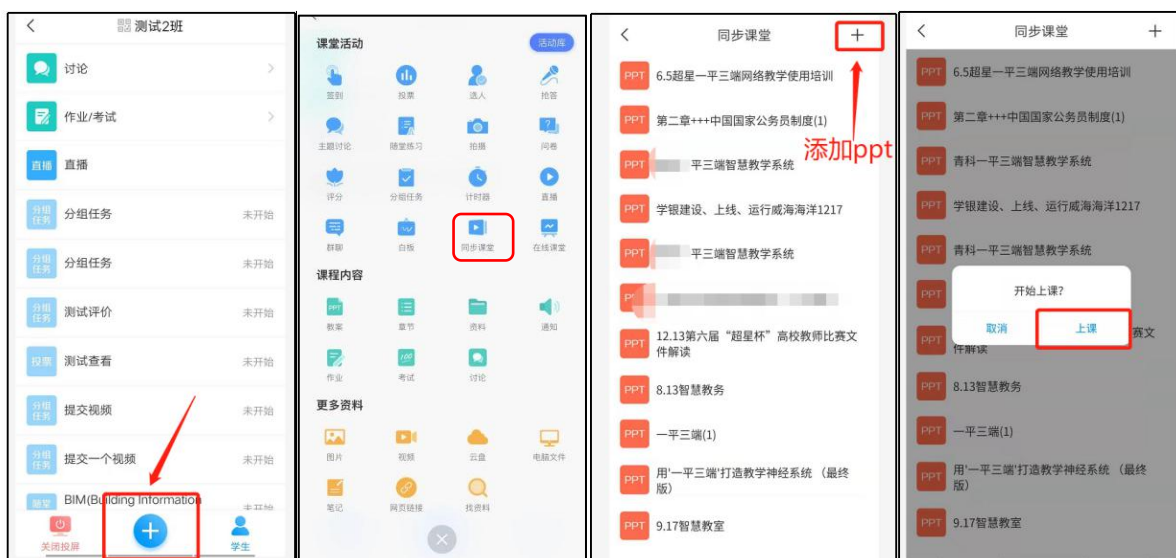 测试2班
讨论
作业/考试
直播 直播
分组任务 分组任务 未开始
分组任务 分组任务 未开始
分组任务 测试评价 未开始
投票 测试查看 未开始
分组任务 提交视频 未开始
分组任务 提交一个视频 未开始
随堂 BIM(Building Information 未开始
关闭投屏
学生
课堂活动 活动库
签到 投票 选人 抢答
主题讨论 随堂练习 拍摄 问卷
评分 分组任务 计时器 直播
群聊 白板 同步课堂 在线课堂
课程内容
PPT
教案 章节 资料 通知
100
作业 考试 讨论
更多资料
图片 视频 云盘 电脑文件
笔记 网页链接 找资料
同步课堂
PPT 6.5超星一平三端网络教学使用培训
PPT 第二章+++中国国家公务员制度(1)
添加ppt
PPT 平三端智慧教学系统
PPT 学银建设、上线、运行威海海洋1217
PPT 平三端智慧教学系统
PPT 12.13第六届“超星杯”高校教师比赛文
件解读
PPT 8.13智慧教务
PPT 一平三端(1)
PPT 用'一平三端'打造教学神经系统 （最终
版）
PPT 9.17智慧教室
同步课堂
PPT 6.5超星一平三端网络教学使用培训
PPT 第二章+++中国国家公务员制度(1)
PPT 青科一平三端智慧教学系统
PPT 学银建设、上线、运行威海海洋1217
PPT 青科一平三端智慧教学系统
PPT
开始上课?
取消 上课
PPT 赛文
件解读
PPT 8.13智慧教务
PPT 一平三端(1)
PPT 用'一平三端'打造教学神经系统 （最终
版）
PPT 9.17智慧教室